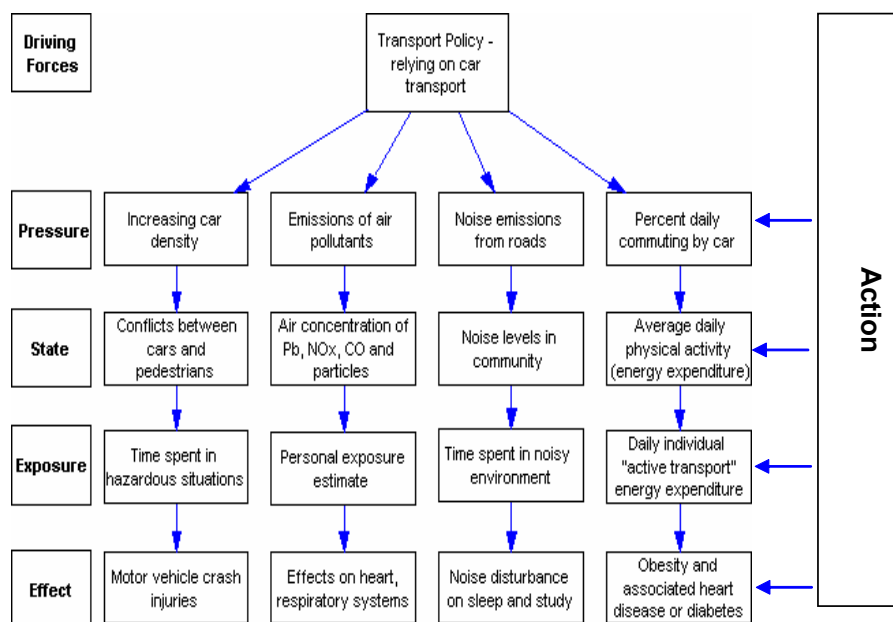 Driving
Forces
Transport Policy -
relying on car
transport
Pressure
Increasing car
density
Emissions of air
pollutants
Noise emissions
from roads
Percent daily
commuting by car
State
Conflicts between
cars and
pedestrians
Air concentration of
Pb, NOx, CO and
particles
Noise levels in
community
Average daily
physical activity
(energy expenditure)
Exposure
Time spent in
hazardous situations
Personal exposure
estimate
Time spent in noisy
environment
Daily individual
"active transport"
energy expenditure
Effect
Motor vehicle crash
injuries
Effects on heart,
respiratory systems
Noise disturbance
on sleep and study
Obesity and
associated heart
disease or diabetes
Action